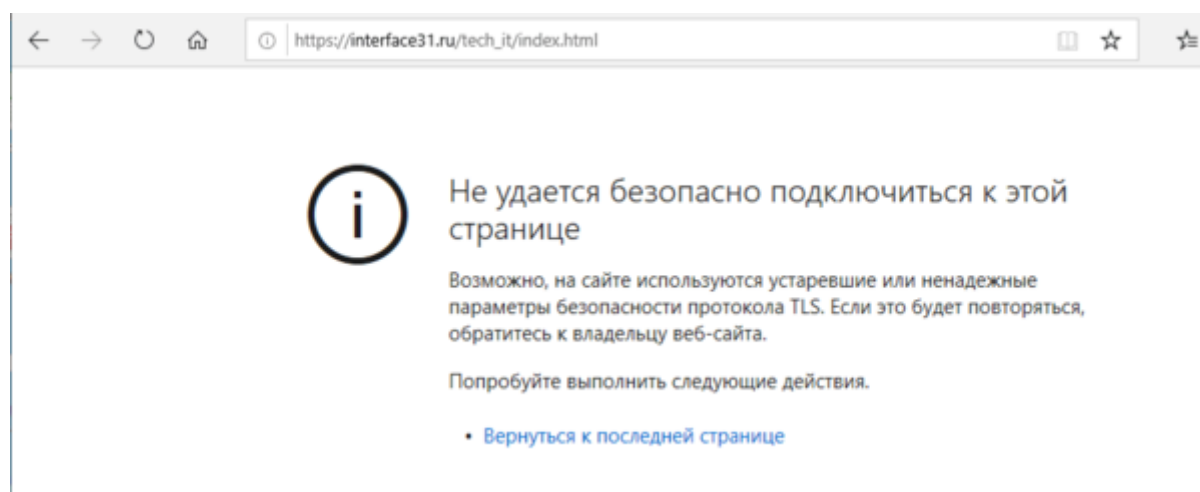 https://interface31.ru/tech_it/index.html
Не удается безопасно подключиться к этой
странице
Возможно, на сайте используются устаревшие или ненадежные
параметры безопасности протокола TLS. Если это будет повторяться,
обратитесь к владельцу веб-сайта.
Попробуйте выполнить следующие действия.
• Вернуться к последней странице